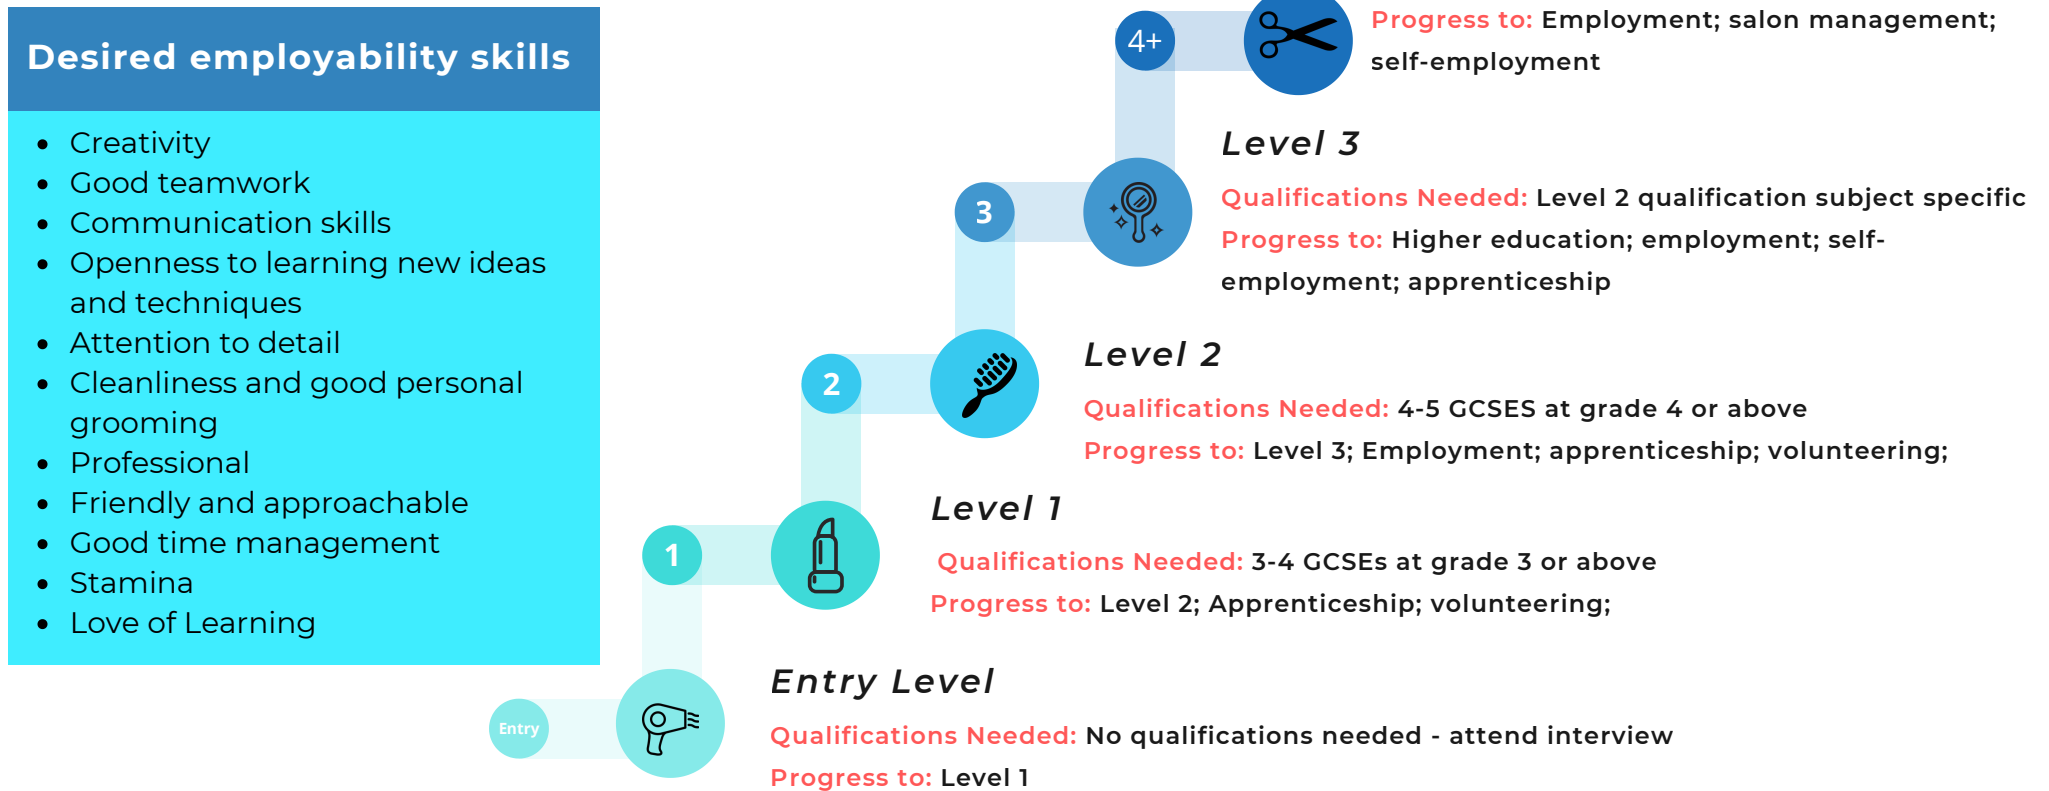 Desired employability skills
Creativity
Good teamwork
Communication skills
Openness to learning new ideas
and techniques
Attention to detail
Cleanliness and good personal
grooming
Professional
Friendly and approachable
Good time management
Stamina
Love of Learning
4+
Progress to: Employment; salon management;
self-employment
3
Level 3
Qualifications Needed: Level 2 qualification subject specific
Progress to: Higher education; employment; self-
employment; apprenticeship
2
Level 2
Qualifications Needed: 4-5 GCSES at grade 4 or above
Progress to: Level 3; Employment; apprenticeship; volunteering;
1
Level 1
Qualifications Needed: 3-4 GCSEs at grade 3 or above
Progress to: Level 2; Apprenticeship; volunteering;
Entry
Entry Level
Qualifications Needed: No qualifications needed - attend interview
Progress to: Level 1